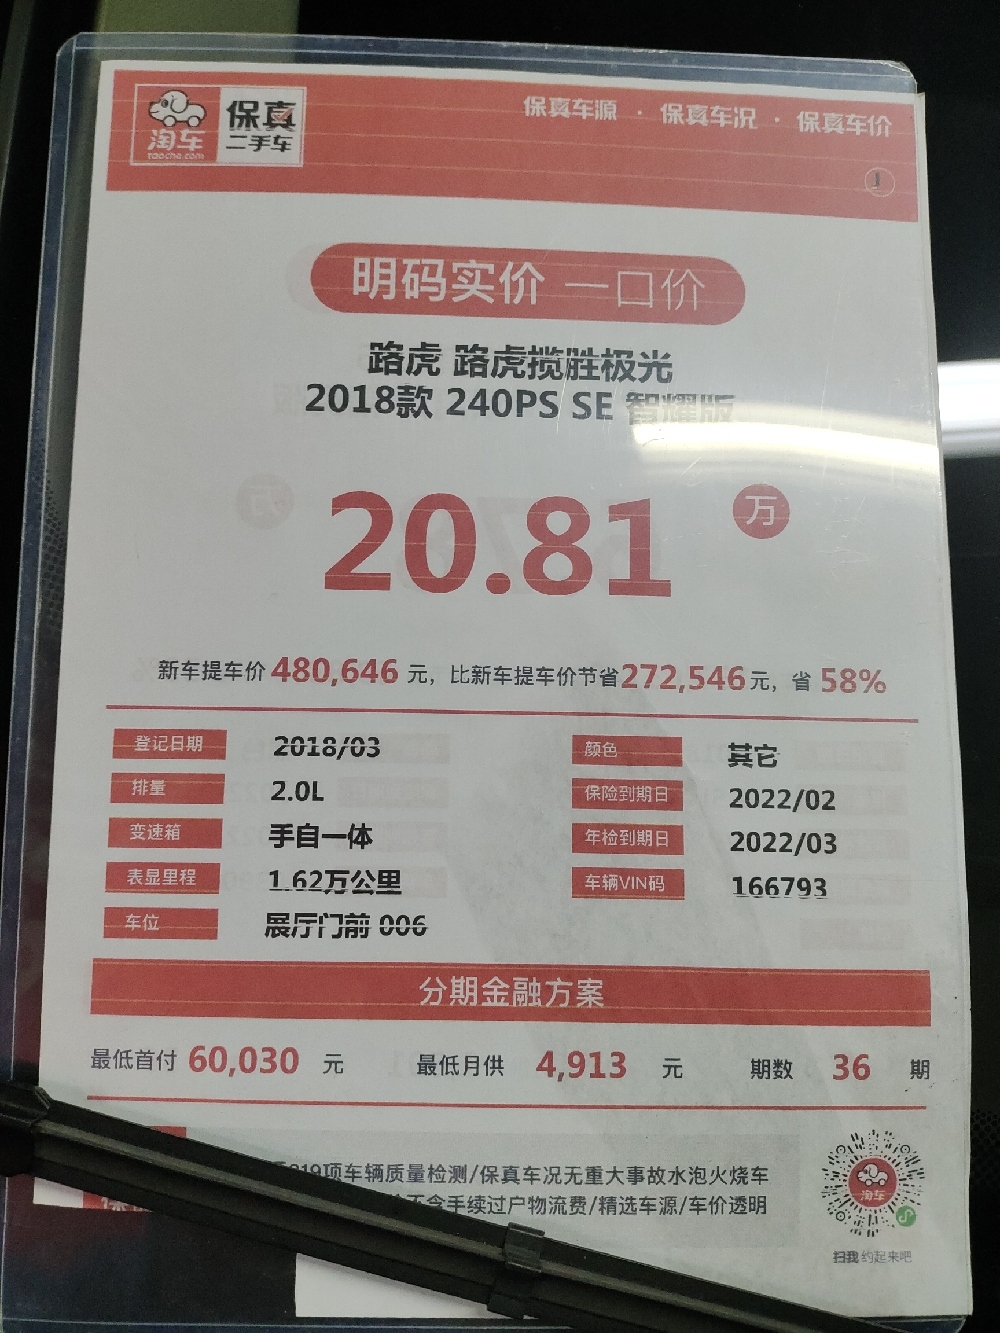 淘车
taoche.com
保真
二手车
保真车源 · 保真车况 · 保真车价
明码实价 一口价
路虎 路虎揽胜极光
2018款 240PS SE 智耀版
20.81 万
新车提车价 480,646 元，比新车提车价节省 272,546 元，省 58%
登记日期 2018/03 颜色 其它
排量 2.0L 保险到期日 2022/02
变速箱 手自一体 年检到期日 2022/03
表显里程 1.62万公里 车辆VIN码 166793
车位 展厅门前 006
分期金融方案
最低首付 60,030 元 最低月供 4,913 元 期数 36 期
219项车辆质量检测/保真车况无重大事故水泡火烧车
不含手续过户物流费/精选车源/车价透明
淘车
扫我 约起来吧